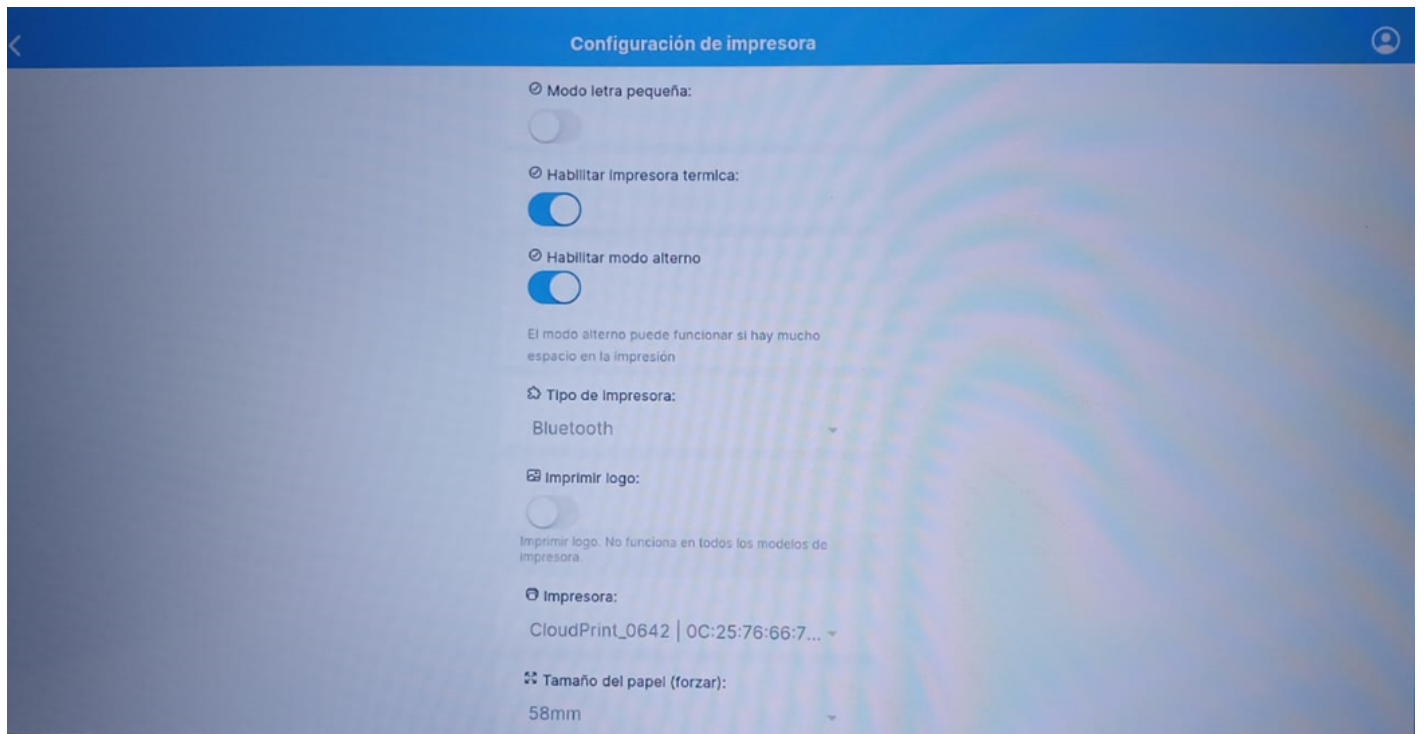 Configuración de impresora
Modo letra pequeña:
Habilitar impresora termica:
Habilitar modo alterno
El modo alterno puede funcionar si hay mucho
espacio en la impresión
Tipo de impresora:
Bluetooth
Imprimir logo:
Imprimir logo. No funciona en todos los modelos de
impresora.
Impresora:
CloudPrint_0642 | 0C:25:76:66:7...
Tamaño del papel (forzar):
58mm